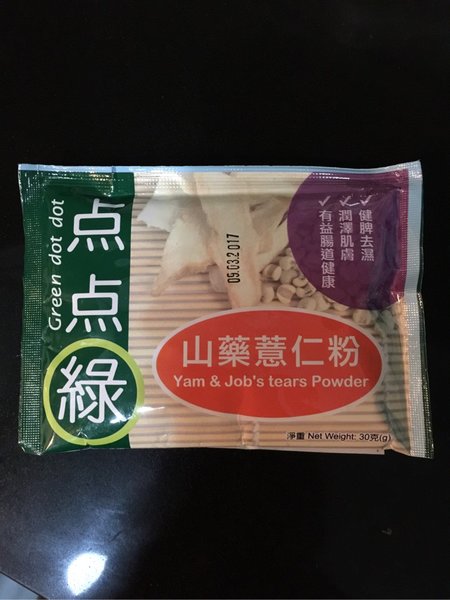 Green dot dot
点点綠
05.03.2017
✓健脾去濕
✓潤澤肌膚
✓有益腸道健康
山藥薏仁粉
Yam & Job's tears Powder
淨重 Net Weight: 30克(g)